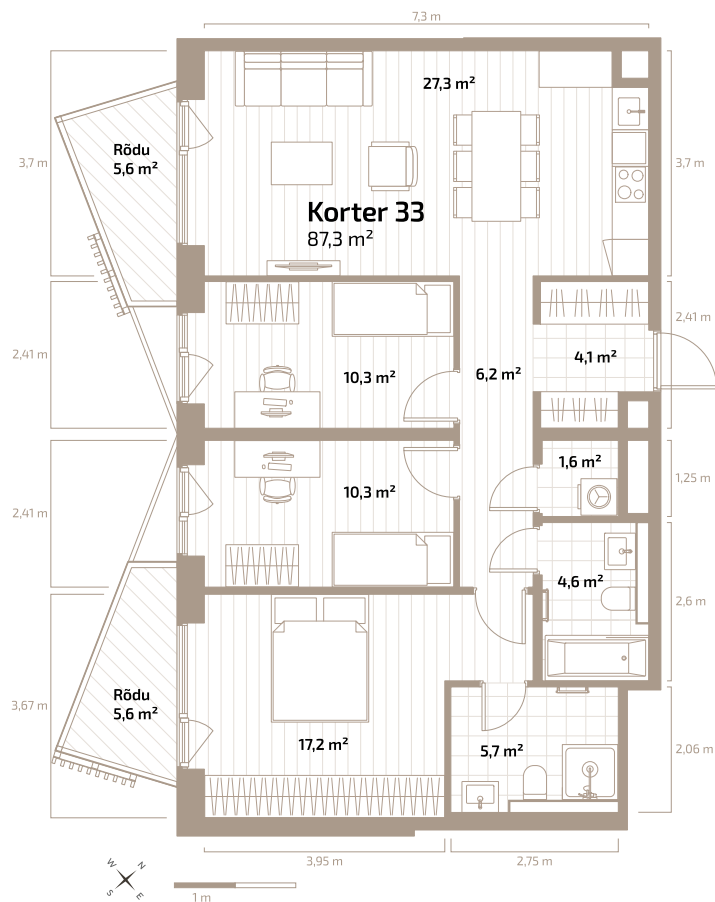 7,3 m
27,3 m²
Rõdu
5,6 m²
3,7 m
3,7 m
Korter 33
87,3 m²
2,41 m
2,41 m
4,1 m²
6,2 m²
10,3 m²
1,6 m²
1,25 m
10,3 m²
2,41 m
4,6 m²
2,6 m
Rõdu
5,6 m²
3,67 m
17,2 m²
5,7 m²
2,06 m
3,95 m
2,75 m
W
N
S
E
1 m